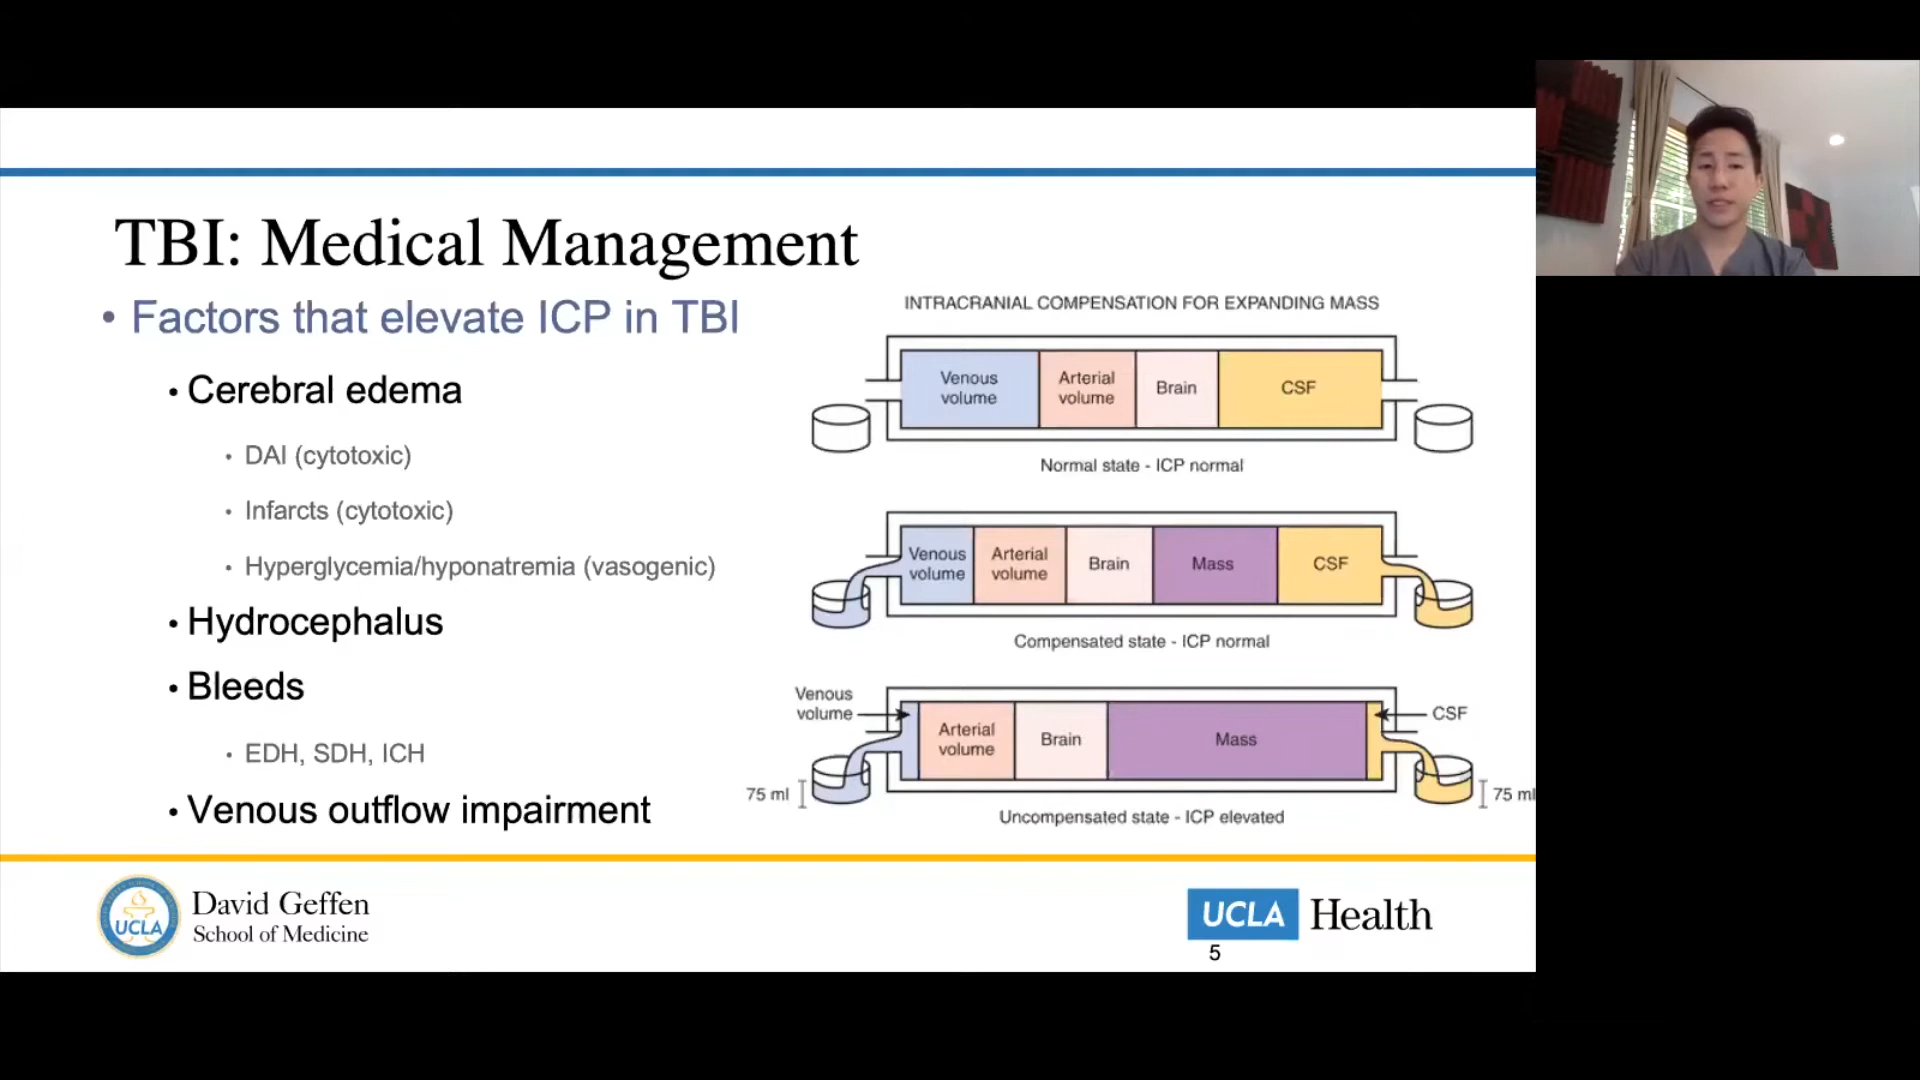 TBI: Medical Management
• Factors that elevate ICP in TBI
• Cerebral edema
• DAI (cytotoxic)
• Infarcts (cytotoxic)
• Hyperglycemia/hyponatremia (vasogenic)
• Hydrocephalus
• Bleeds
• EDH, SDH, ICH
• Venous outflow impairment
INTRACRANIAL COMPENSATION FOR EXPANDING MASS
Venous
volume
Arterial
volume
Brain
CSF
Normal state - ICP normal
Venous
volume
Arterial
volume
Brain
Mass
CSF
Compensated state - ICP normal
Venous
volume
Arterial
volume
Brain
Mass
CSF
75 ml
75 ml
Uncompensated state - ICP elevated
UCLA
David Geffen
School of Medicine
UCLA Health
5